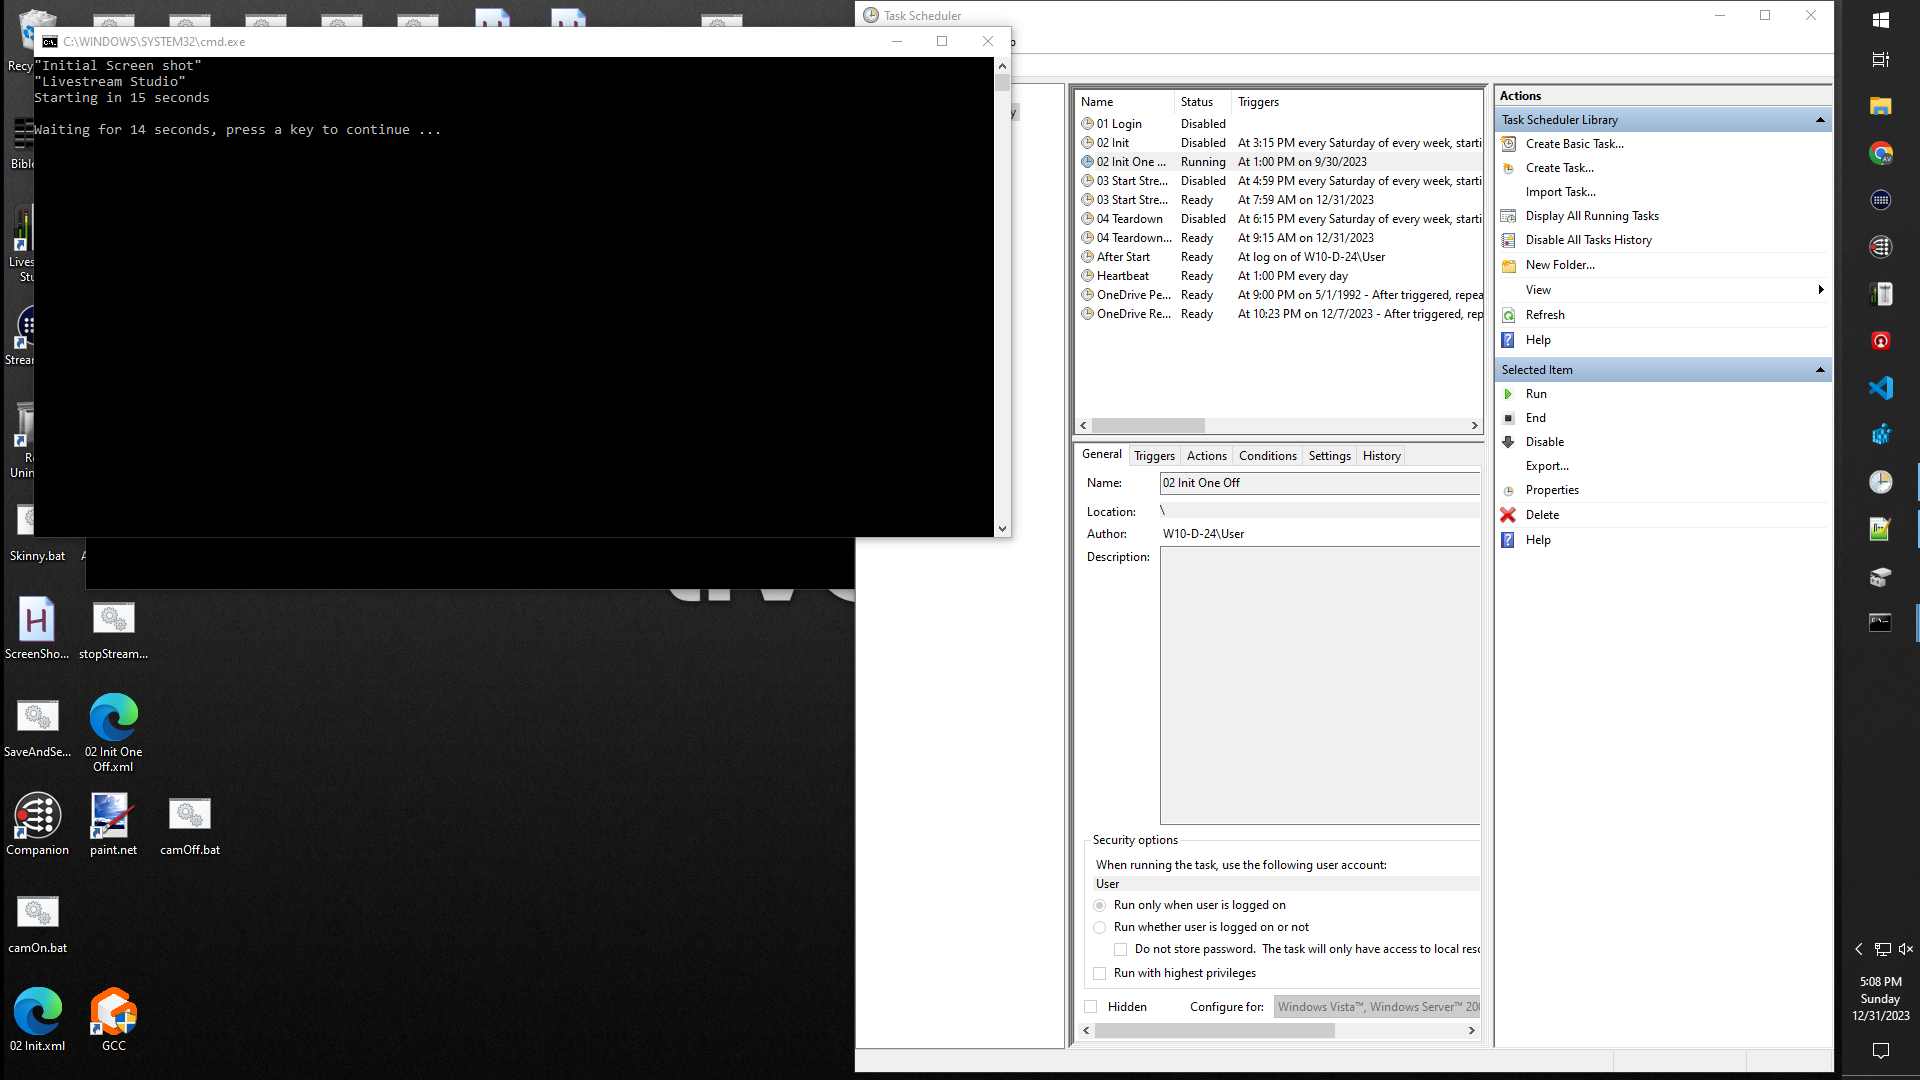 Task Scheduler
C:\WINDOWS\SYSTEM32\cmd.exe
"Initial Screen shot"
"Livestream Studio"
Starting in 15 seconds
Waiting for 14 seconds, press a key to continue ...
Name Status Triggers
01 Login Disabled
02 Init Disabled At 3:15 PM every Saturday of every week, starti
02 Init One ... Running At 1:00 PM on 9/30/2023
03 Start Stre... Disabled At 4:59 PM every Saturday of every week, starti
03 Start Stre... Ready At 7:59 AM on 12/31/2023
04 Teardown Disabled At 6:15 PM every Saturday of every week, starti
04 Teardown... Ready At 9:15 AM on 12/31/2023
After Start Ready At log on of W10-D-24\User
Heartbeat Ready At 1:00 PM every day
OneDrive Pe... Ready At 9:00 PM on 5/1/1992 - After triggered, repea
OneDrive Re... Ready At 10:23 PM on 12/7/2023 - After triggered, rep
General Triggers Actions Conditions Settings History
Name: 02 Init One Off
Location: \
Author: W10-D-24\User
Description:
Security options
When running the task, use the following user account:
User
Run only when user is logged on
Run whether user is logged on or not
Do not store password. The task will only have access to local reso
Run with highest privileges
Hidden Configure for: Windows Vista™, Windows Server™ 200
Actions
Task Scheduler Library
Create Basic Task...
Create Task...
Import Task...
Display All Running Tasks
Disable All Tasks History
New Folder...
View
Refresh
Help
Selected Item
Run
End
Disable
Export...
Properties
Delete
Help
Recy
Bible
Lives
Stu
Strean
Re
Unin
Skinny.bat
ScreenSho... stopStream...
SaveAndSe... 02 Init One
Off.xml
Companion paint.net camOff.bat
camOn.bat
02 Init.xml GCC
5:08 PM
Sunday
12/31/2023